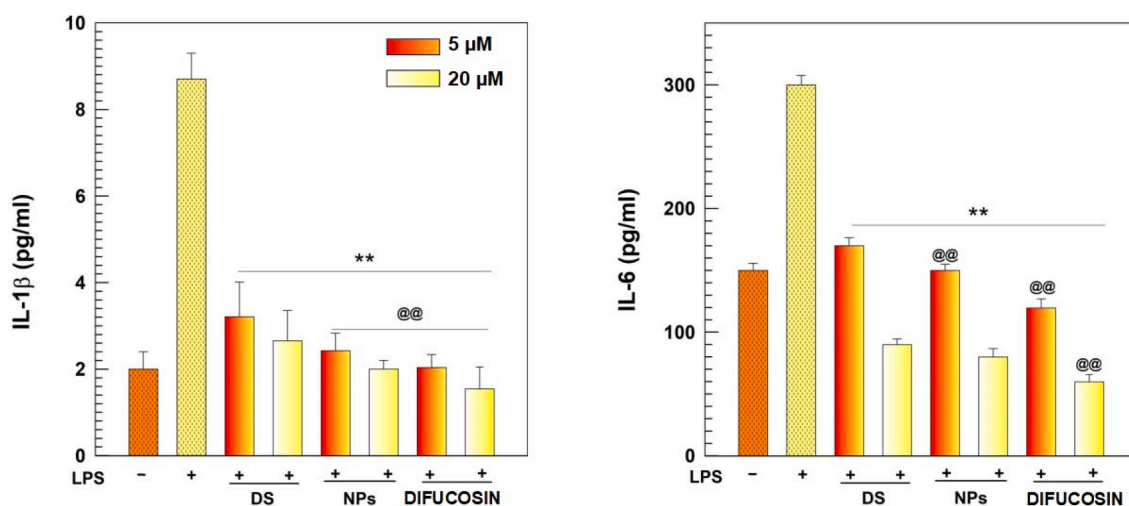 10
8
6
4
2
0
IL-1β (pg/ml)
5 µM
20 µM
**
@@
LPS − + + + + + + +
DS NPs DIFUCOSIN
300
200
100
0
IL-6 (pg/ml)
**
@@
@@
@@
LPS − + + + + + + +
DS NPs DIFUCOSIN